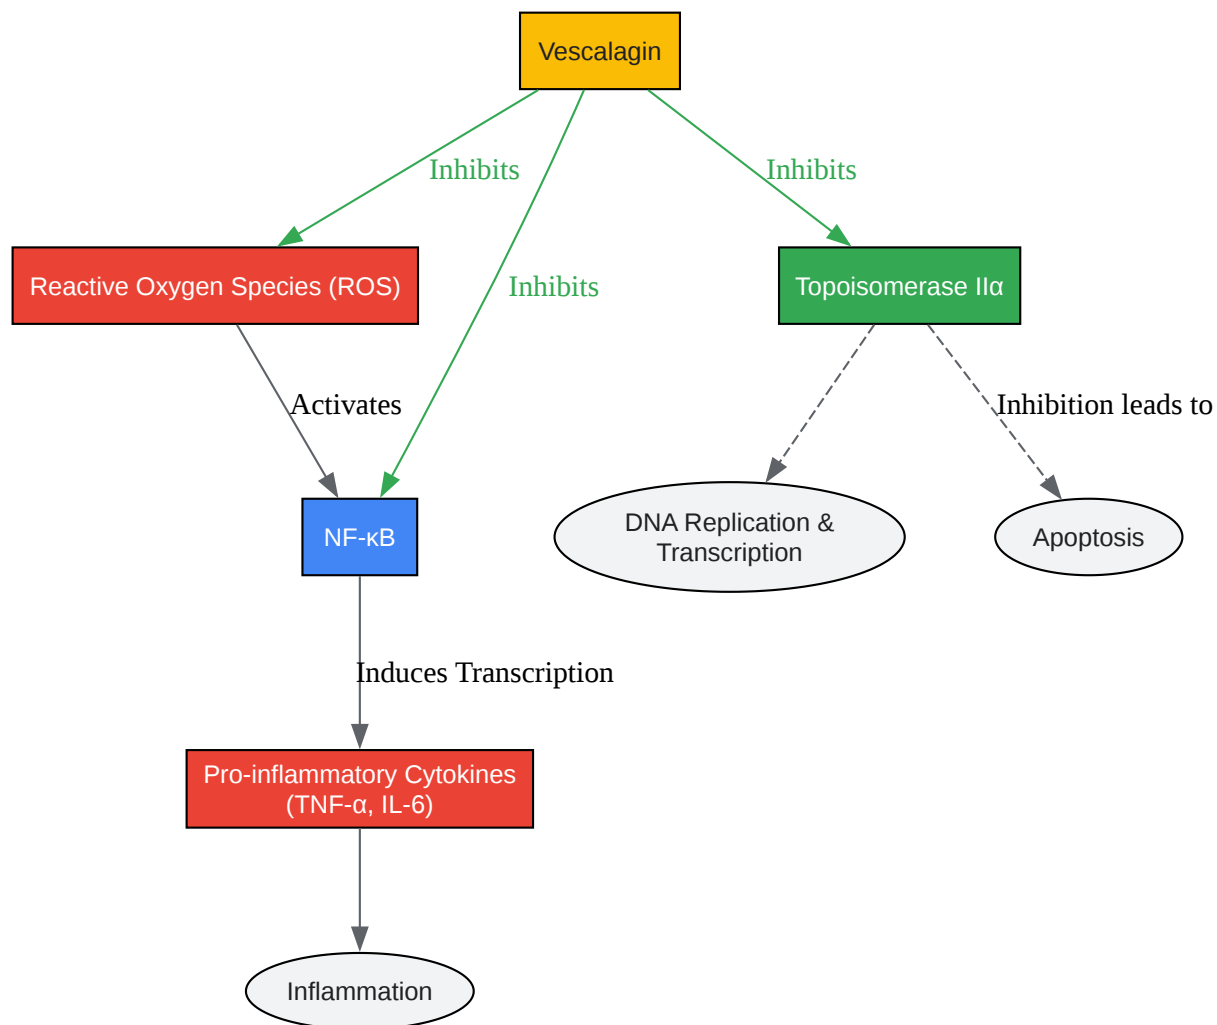 Vescalagin
Inhibits
Inhibits
Reactive Oxygen Species (ROS)
Inhibits
Topoisomerase IIα
Activates
Inhibition leads to
NF-κB
DNA Replication &
Transcription
Apoptosis
Induces Transcription
Pro-inflammatory Cytokines
(TNF-α, IL-6)
Inflammation